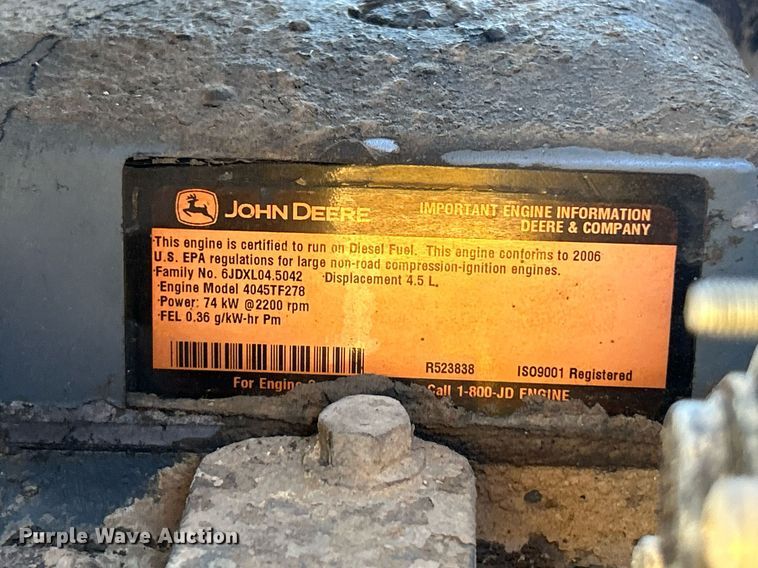 JOHN DEERE
IMPORTANT ENGINE INFORMATION
DEERE & COMPANY
This engine is certified to run on Diesel Fuel. This engine conforms to 2006
U.S. EPA regulations for large non-road compression-ignition engines.
Family No. 6JDXL04.5042 Displacement 4.5 L.
Engine Model 4045TF278
Power: 74 kW @2200 rpm
FEL 0.36 g/kW-hr Pm
R523838 ISO9001 Registered
For Engine Call 1-800-JD ENGINE
Purple Wave Auction